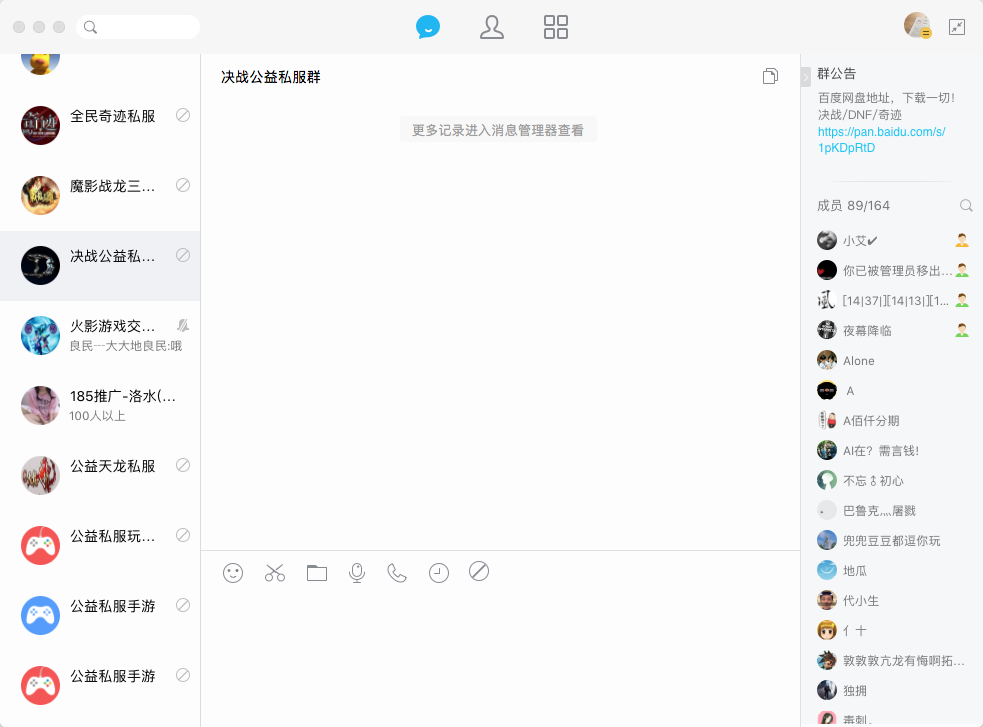 全民奇迹私服
魔影战龙三...
决战公益私...
火影游戏交...
良民┄大大地良民:哦
185推广-洛水(...
100人以上
公益天龙私服
公益私服玩...
公益私服手游
公益私服手游
决战公益私服群
更多记录进入消息管理器查看
群公告
百度网盘地址，下载一切!
决战/DNF/奇迹
https://pan.baidu.com/s/
1pKDpRtD
成员 89/164
小艾✔
你已被管理员移出...
[14|37|][14|13|][1...
夜幕降临
Alone
A
A佰仟分期
AI在？需言钱!
不忘⚦初心
巴鲁克灬屠戮
兜兜豆豆都逗你玩
地瓜
代小生
亻十
敦敦敦亢龙有悔啊拓...
独拥
毒刺。